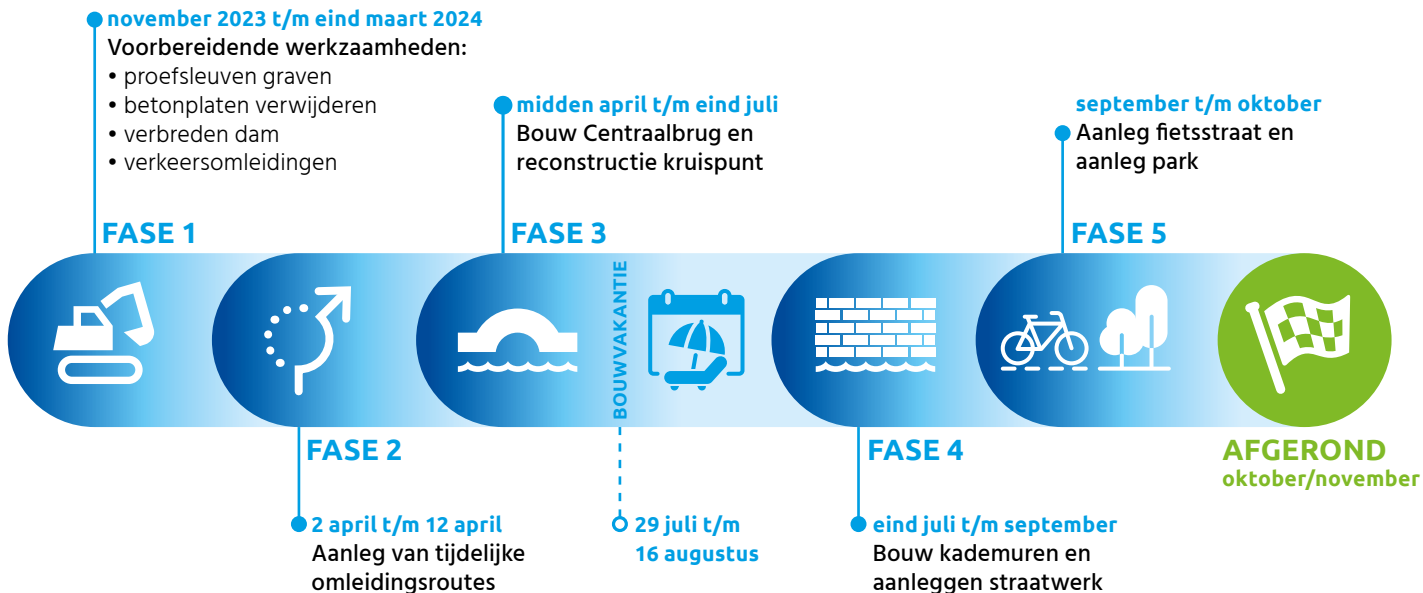 november 2023 t/m eind maart 2024
Voorbereidende werkzaamheden:
• proefsleuven graven
• betonplaten verwijderen
• verbreden dam
• verkeersomleidingen
FASE 1
FASE 2
2 april t/m 12 april
Aanleg van tijdelijke
omleidingsroutes
midden april t/m eind juli
Bouw Centraalbrug en
reconstructie kruispunt
FASE 3
BOUWVAKANTIE
29 juli t/m
16 augustus
FASE 4
eind juli t/m september
Bouw kademuren en
aanleggen straatwerk
september t/m oktober
Aanleg fietsstraat en
aanleg park
FASE 5
AFGEROND
oktober/november